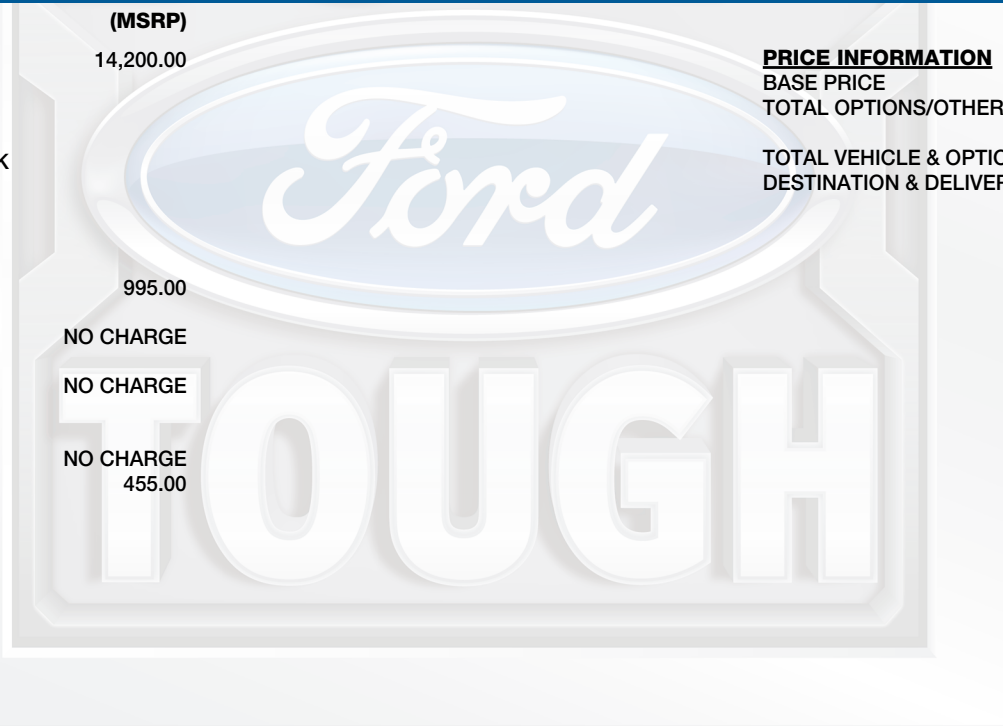 (MSRP)
14,200.00
K
995.00
NO CHARGE
NO CHARGE
NO CHARGE
455.00
PRICE INFORMATION
BASE PRICE
TOTAL OPTIONS/OTHER
TOTAL VEHICLE & OPTIO
DESTINATION & DELIVER
Ford
TOUGH